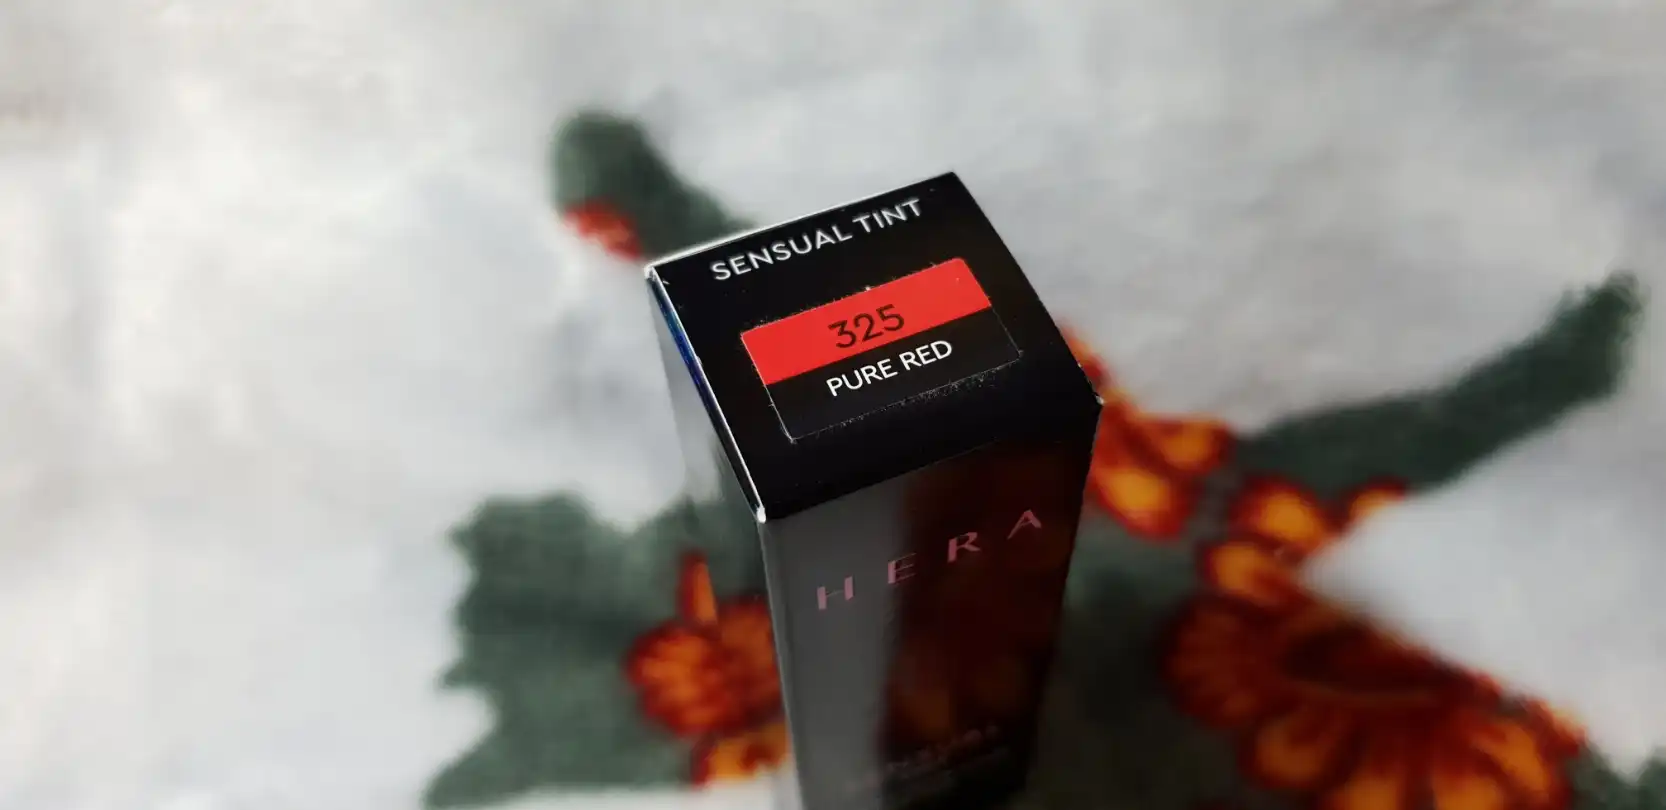 SENSUAL TINT
325
PURE RED
HERA